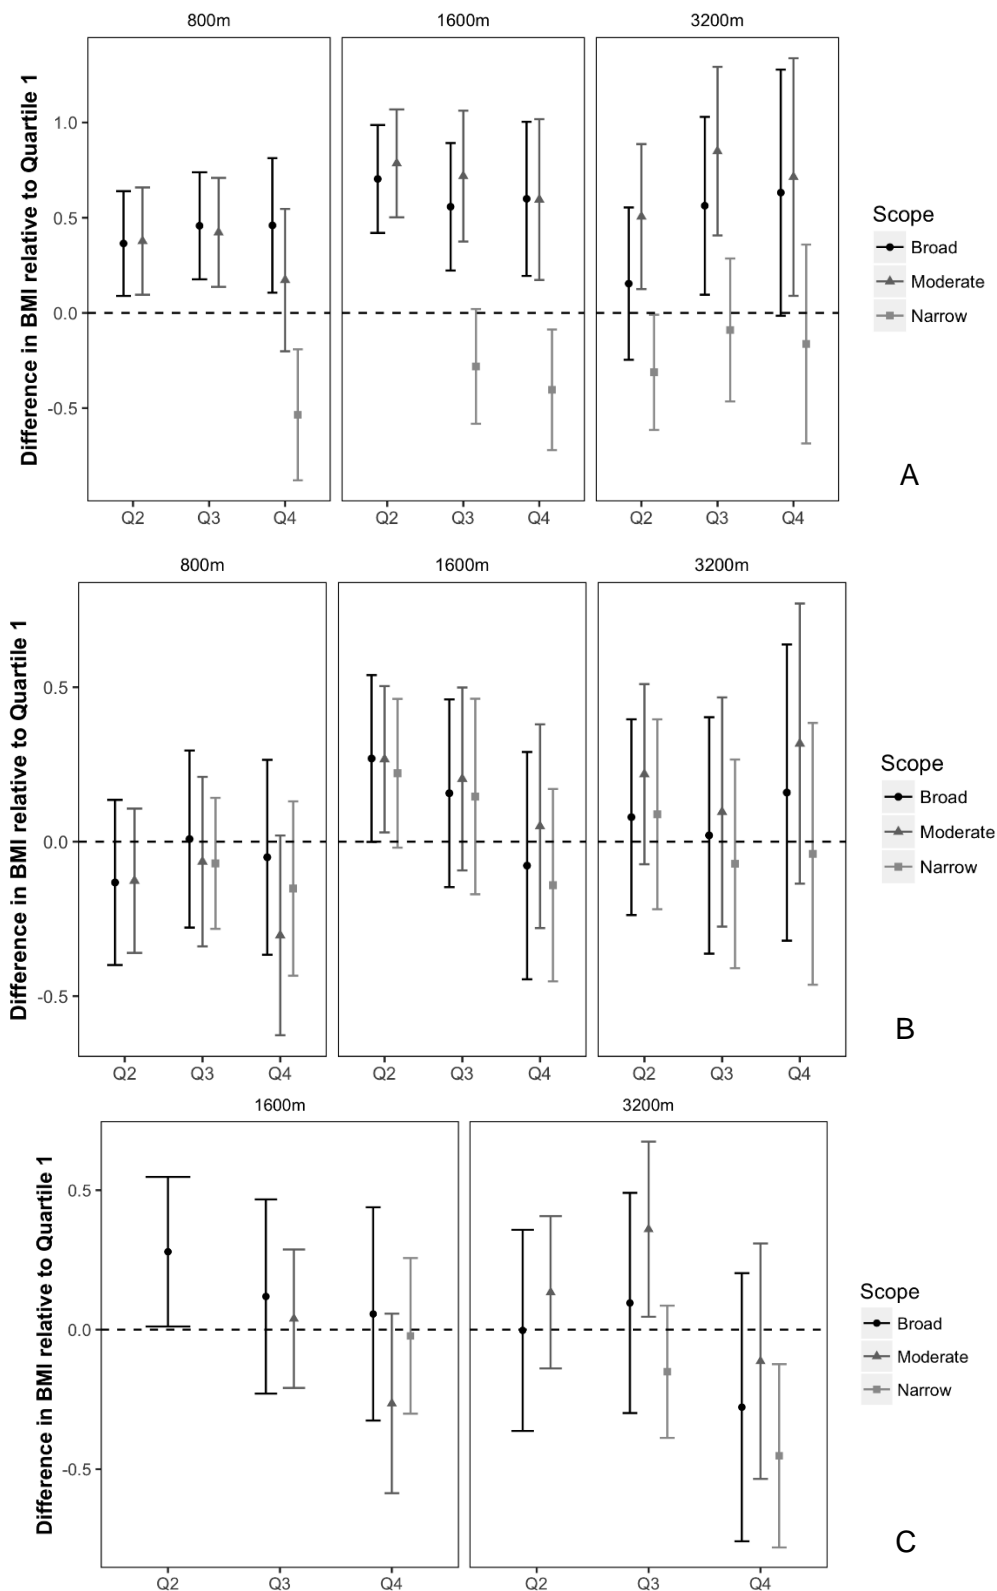 800m 1600m 3200m
Difference in BMI relative to Quartile 1
1.0
0.5
0.0
-0.5
Q2 Q3 Q4 Q2 Q3 Q4 Q2 Q3 Q4
Scope
Broad
Moderate
Narrow
A
800m 1600m 3200m
Difference in BMI relative to Quartile 1
0.5
0.0
-0.5
Q2 Q3 Q4 Q2 Q3 Q4 Q2 Q3 Q4
Scope
Broad
Moderate
Narrow
B
1600m 3200m
Difference in BMI relative to Quartile 1
0.5
0.0
-0.5
Q2 Q3 Q4 Q2 Q3 Q4
Scope
Broad
Moderate
Narrow
C